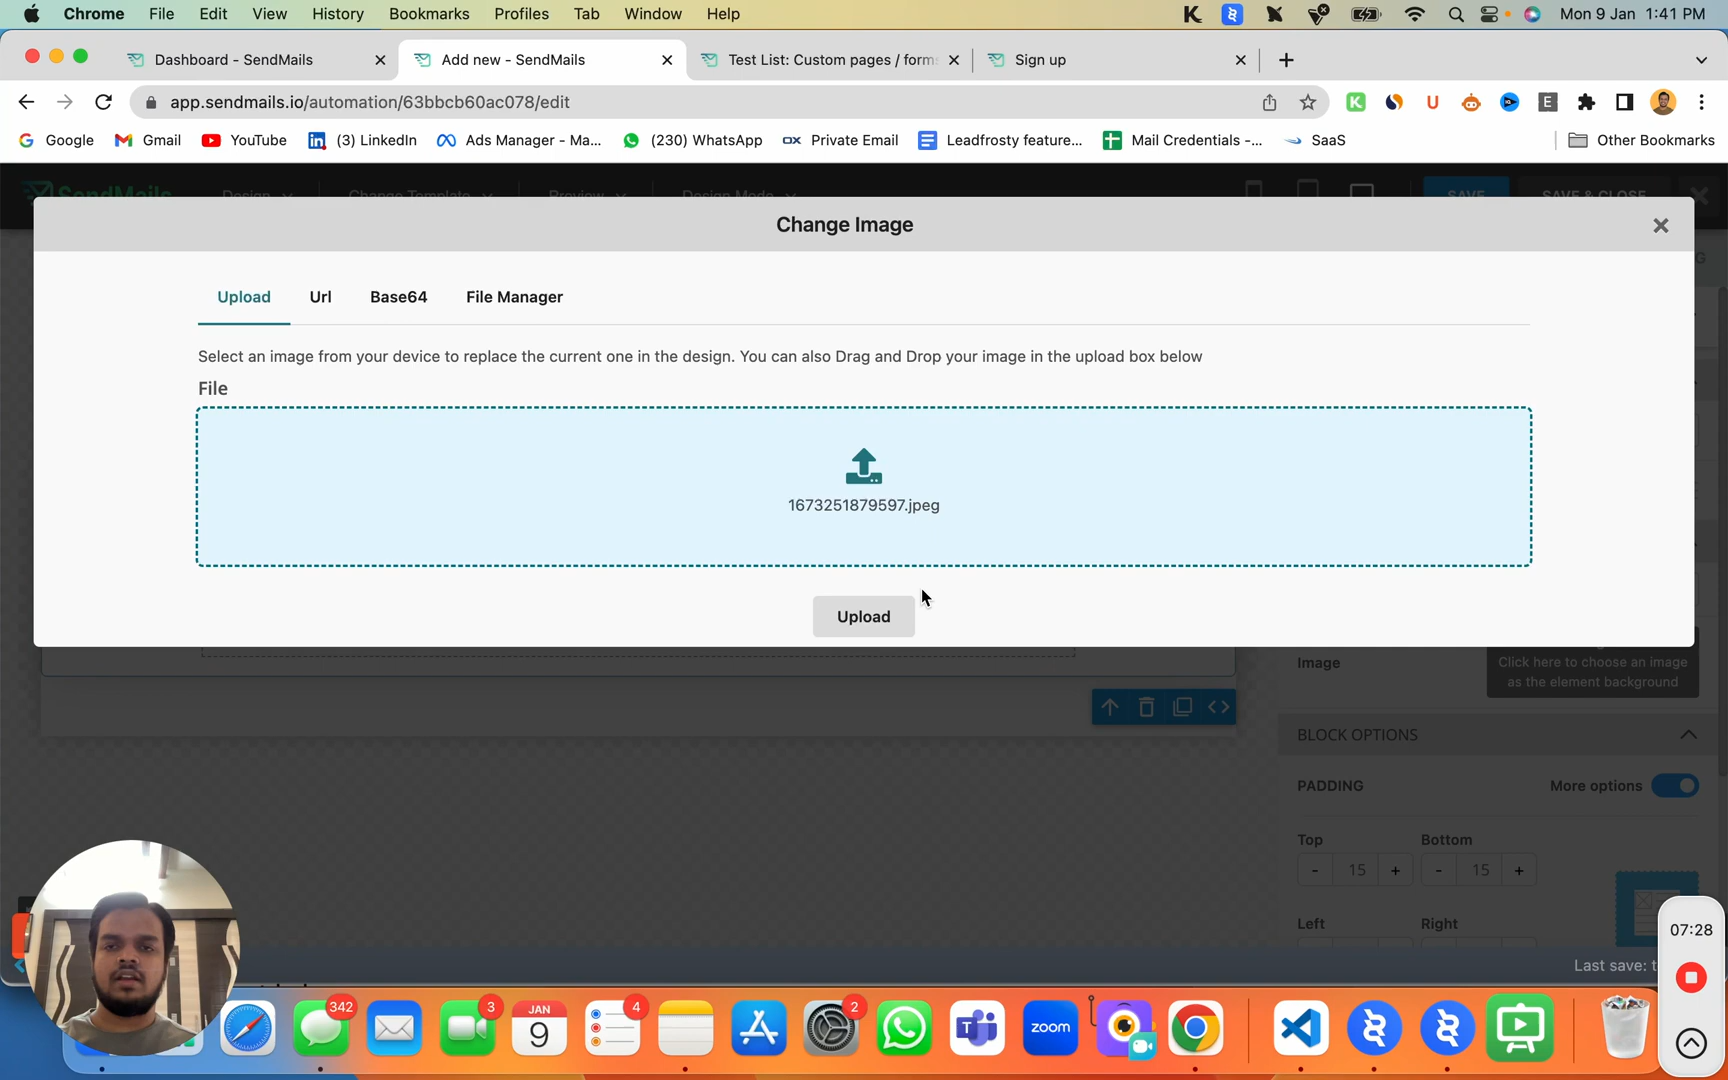 Chrome File Edit View History Bookmarks Profiles Tab Window Help Mon 9 Jan 1:41 PM
Dashboard - SendMails
Add new - SendMails
Test List: Custom pages / form
Sign up
app.sendmails.io/automation/63bbcb60ac078/edit
Google Gmail YouTube (3) LinkedIn Ads Manager - Ma... (230) WhatsApp Private Email Leadfrosty feature... Mail Credentials -... SaaS Other Bookmarks
SendMails Design Change Template Preview Design Mode SAVE SAVE & CLOSE
Change Image
Upload Url Base64 File Manager
Select an image from your device to replace the current one in the design. You can also Drag and Drop your image in the upload box below
File
1673251879597.jpeg
Upload
Image
Click here to choose an image
as the element background
BLOCK OPTIONS
PADDING More options
Top Bottom
- 15 + - 15 +
Left Right
07:28
Last save:
342 3 JAN 9 4 2 zoom